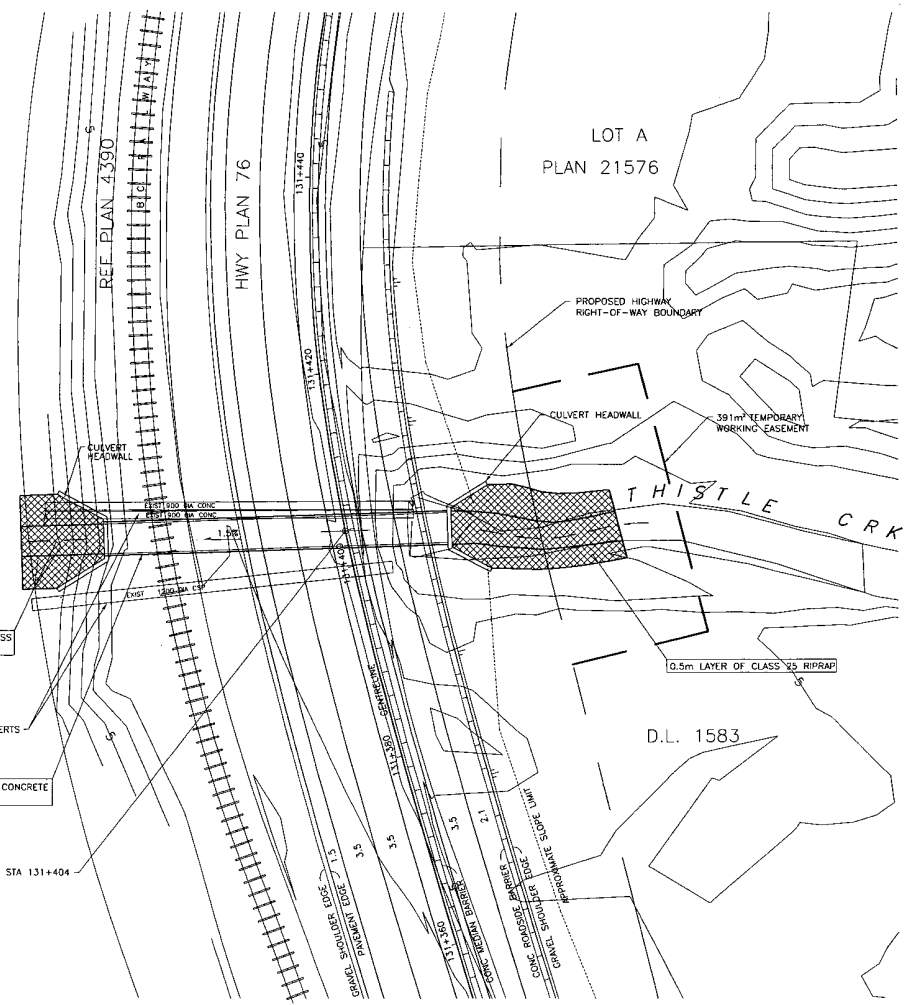 LOT A
PLAN 21576
REF PLAN 4390
B C RAILWAY
HWY PLAN 76
131+440
131+420
PROPOSED HIGHWAY
RIGHT-OF-WAY BOUNDARY
CULVERT HEADWALL
391m² TEMPORARY
WORKING EASEMENT
CULVERT
HEADWALL
THISTLE CRK
EXIST 900 DIA CONC
EXIST 900 DIA CONC
1.5%
131+400
EXIST 1200 DIA CSP
SS
0.5m LAYER OF CLASS 25 RIPRAP
ERTS
CENTRELINE
131+380
D.L. 1583
CONCRETE
STA 131+404
GRAVEL SHOULDER EDGE
1.5
PAVEMENT EDGE
3.5
3.5
131+360
3.5
CONC MEDIAN BARRIER
2.1
CONC ROADSIDE BARRIER
GRAVEL SHOULDER EDGE
APPROXIMATE SLOPE LIMIT
5
5
5